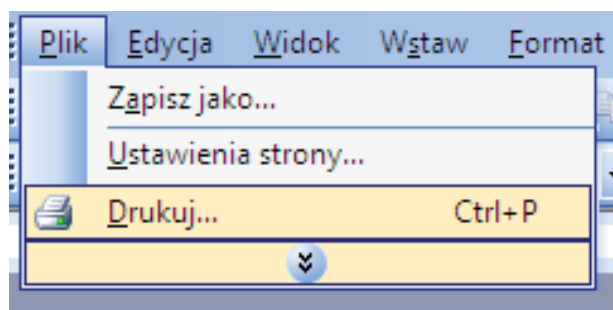 Plik Edycja Widok Wstaw Format
Zapisz jako...
Ustawienia strony...
Drukuj... Ctrl+P